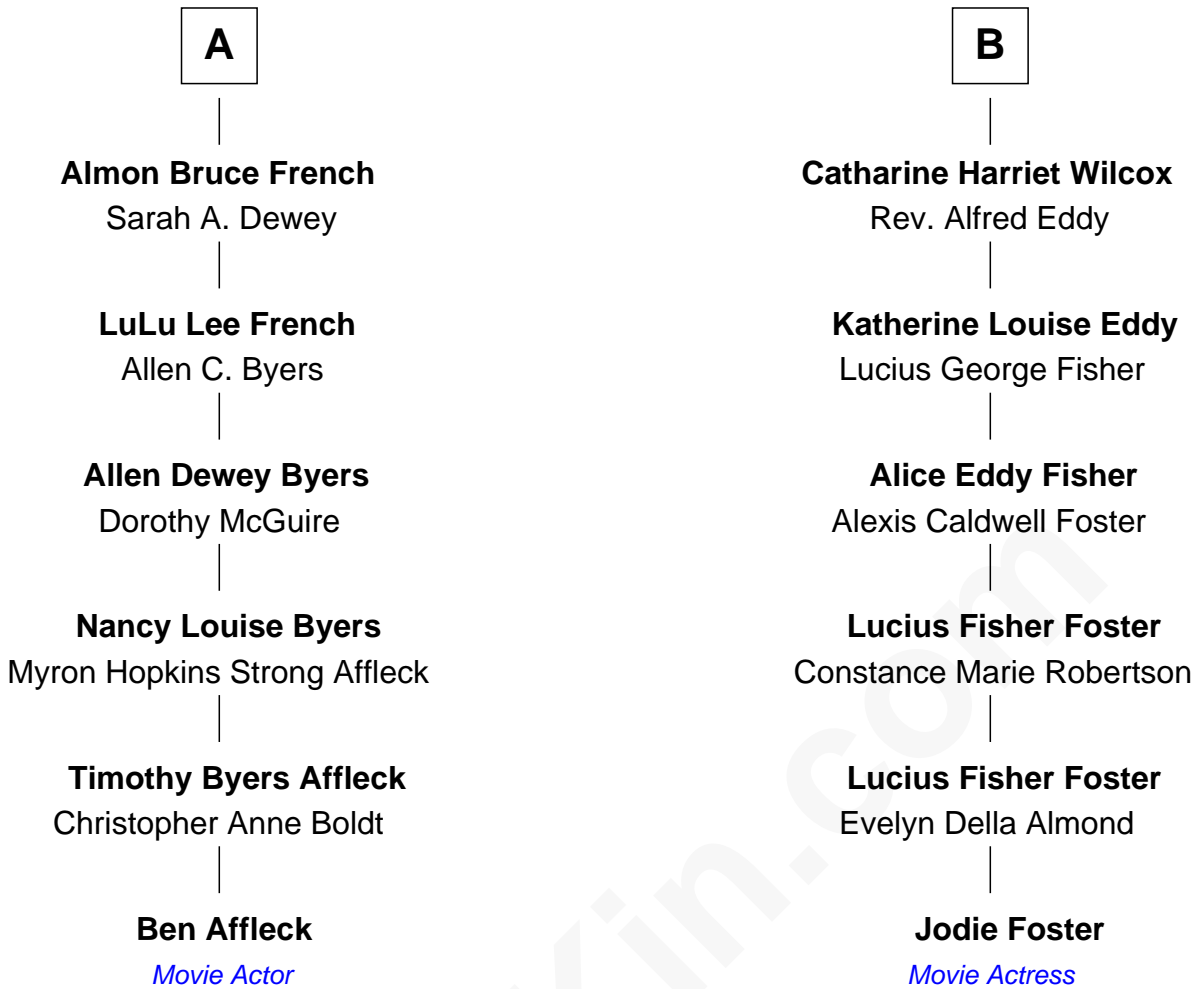 A
B
Almon Bruce French
Sarah A. Dewey
Catharine Harriet Wilcox
Rev. Alfred Eddy
LuLu Lee French
Allen C. Byers
Katherine Louise Eddy
Lucius George Fisher
Allen Dewey Byers
Dorothy McGuire
Alice Eddy Fisher
Alexis Caldwell Foster
Nancy Louise Byers
Myron Hopkins Strong Affleck
Lucius Fisher Foster
Constance Marie Robertson
Timothy Byers Affleck
Christopher Anne Boldt
Lucius Fisher Foster
Evelyn Della Almond
Ben Affleck
Movie Actor
Jodie Foster
Movie Actress
Kin.com